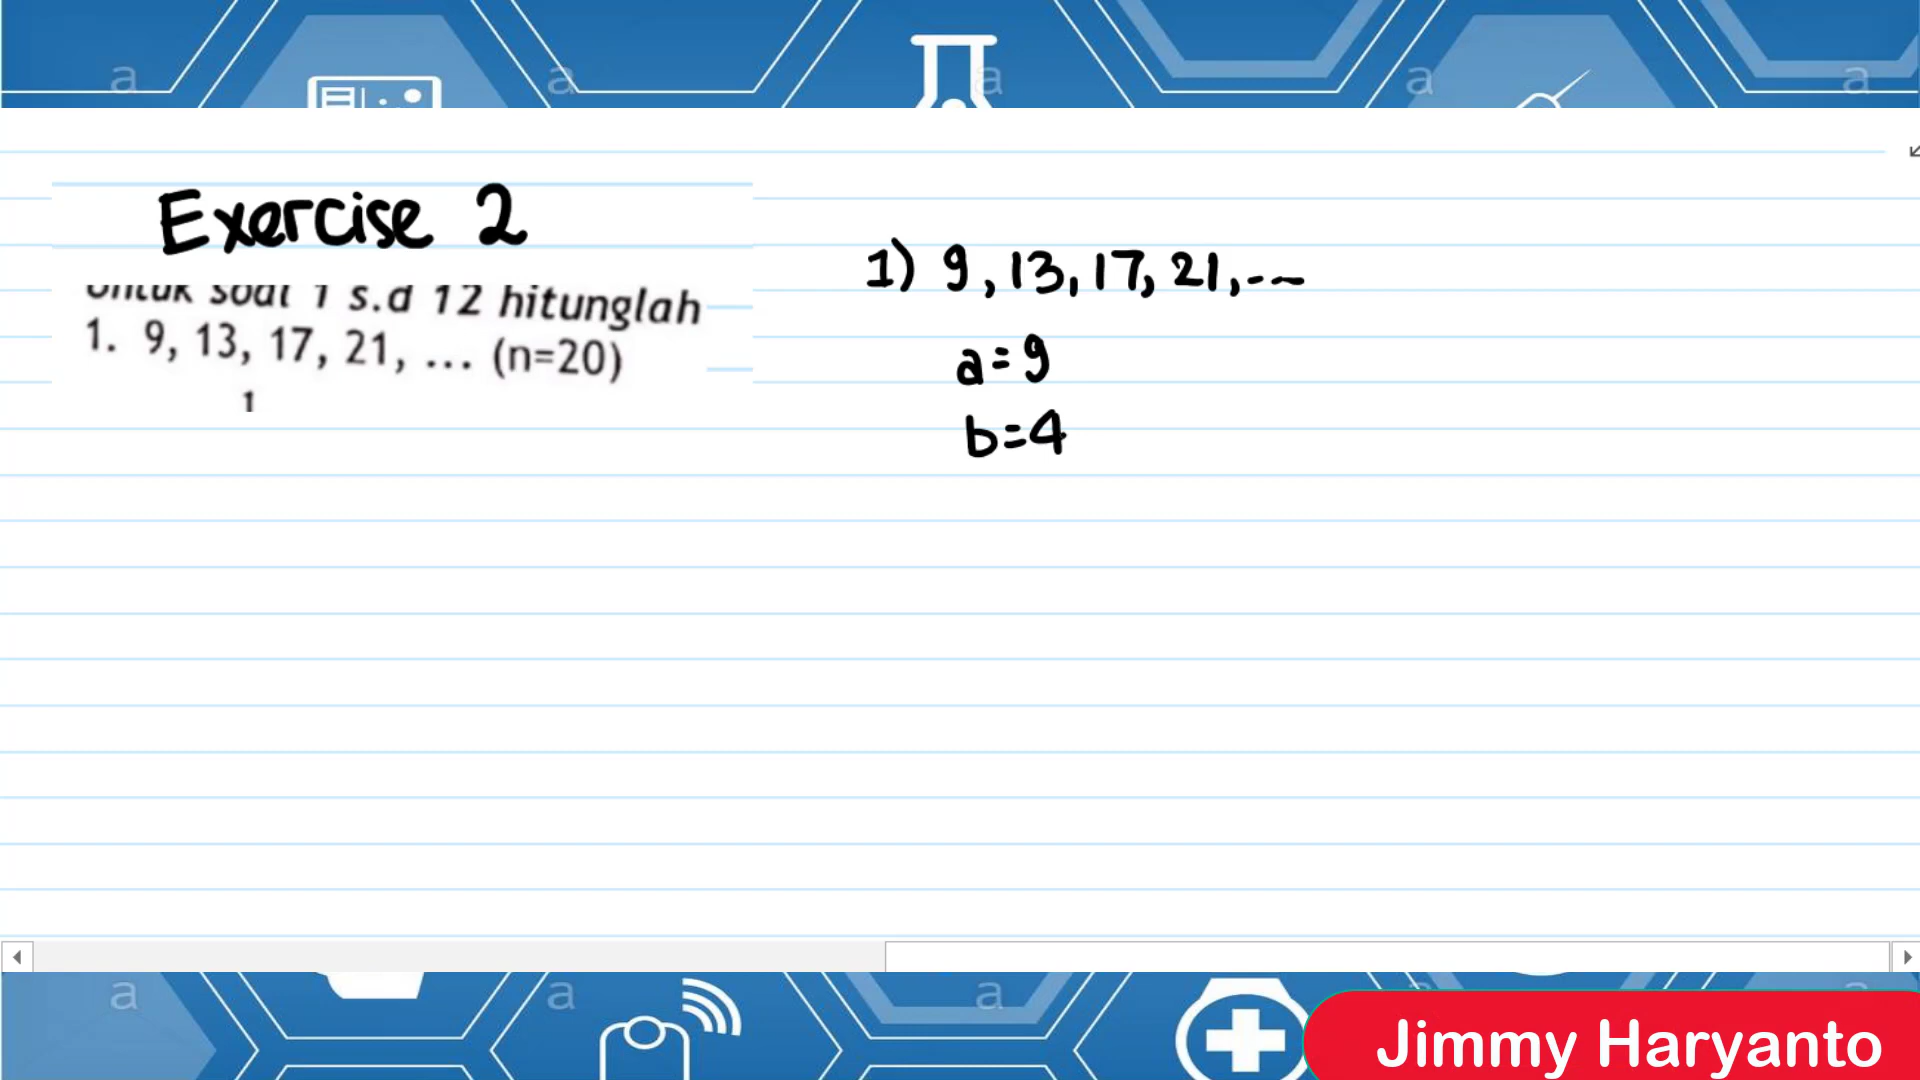 Exercise 2
untuk soal 1 s.d 12 hitunglah
1. 9, 13, 17, 21, ... (n=20)
1
1) 9, 13, 17, 21, ...
a=9
b=4
a a a a a
a a a a a
Jimmy Haryanto